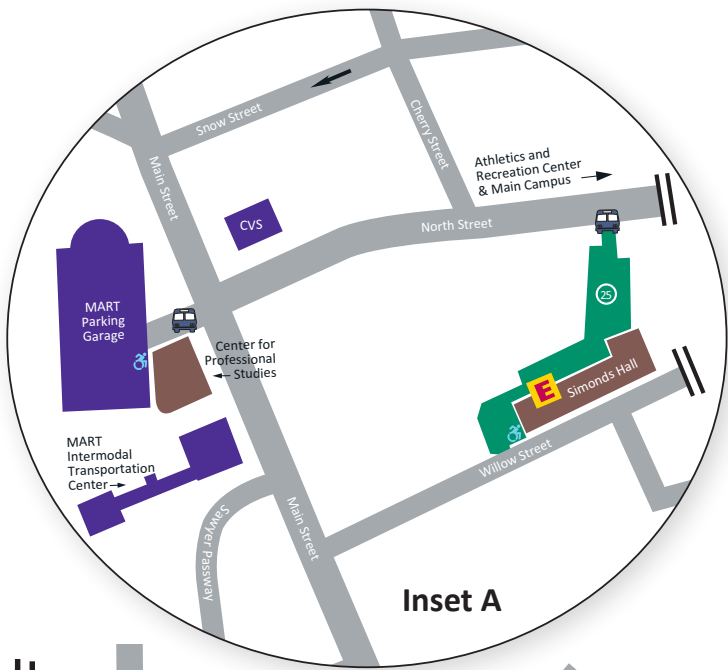 Snow Street
Cherry Street
Main Street
Athletics and
Recreation Center
& Main Campus
CVS
North Street
25
MART
Parking
Garage
Center for
Professional
Studies
Simonds Hall
E
MART
Intermodal
Transportation
Center
Willow Street
Sawyer Passway
Main Street
Inset A